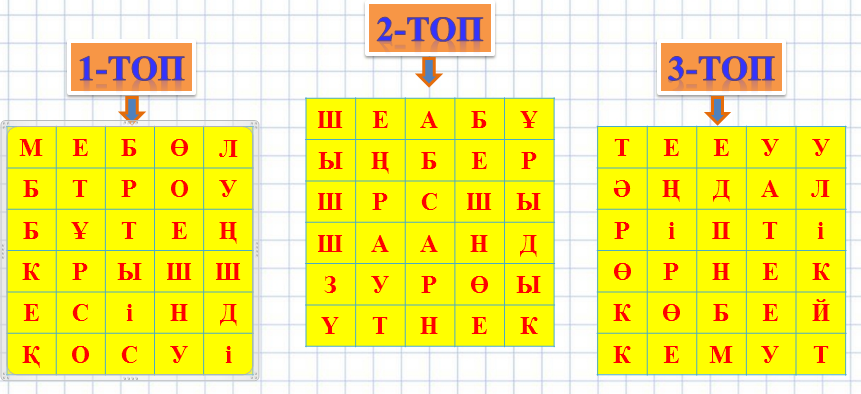 1-ТОП
М Е Б Ө Л
Б Т Р О У
Б Ұ Т Е Ң
К Р Ы Ш Ш
Е С і Н Д
Қ О С У і
2-ТОП
Ш Е А Б Ұ
Ы Ң Б Е Р
Ш Р С Ш Ы
Ш А А Н Д
З У Р Ө Ы
Ү Т Н Е К
3-ТОП
Т Е Е У У
Ә Ң Д А Л
Р і П Т і
Ө Р Н Е К
К Ө Б Е Й
К Е М У Т